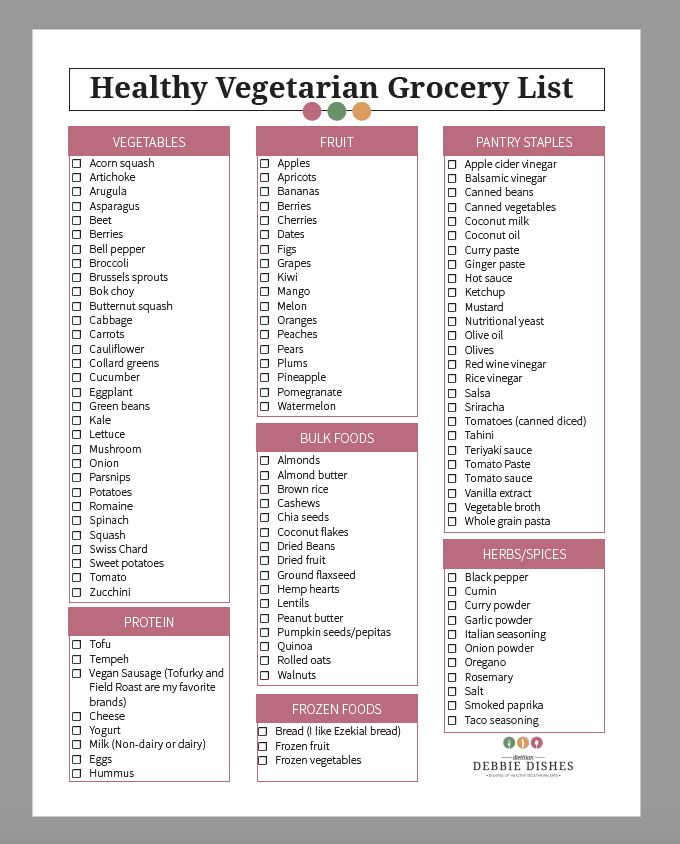 Healthy Vegetarian Grocery List
VEGETABLES
Acorn squash
Artichoke
Arugula
Asparagus
Beet
Berries
Bell pepper
Broccoli
Brussels sprouts
Bok choy
Butternut squash
Cabbage
Carrots
Cauliflower
Collard greens
Cucumber
Eggplant
Green beans
Kale
Lettuce
Mushroom
Onion
Parsnips
Potatoes
Romaine
Spinach
Squash
Swiss Chard
Sweet potatoes
Tomato
Zucchini
PROTEIN
Tofu
Tempeh
Vegan Sausage (Tofurky and
Field Roast are my favorite
brands)
Cheese
Yogurt
Milk (Non-dairy or dairy)
Eggs
Hummus
FRUIT
Apples
Apricots
Bananas
Berries
Cherries
Dates
Figs
Grapes
Kiwi
Mango
Melon
Oranges
Peaches
Pears
Plums
Pineapple
Pomegranate
Watermelon
BULK FOODS
Almonds
Almond butter
Brown rice
Cashews
Chia seeds
Coconut flakes
Dried Beans
Dried fruit
Ground flaxseed
Hemp hearts
Lentils
Peanut butter
Pumpkin seeds/pepitas
Quinoa
Rolled oats
Walnuts
FROZEN FOODS
Bread (I like Ezekial bread)
Frozen fruit
Frozen vegetables
PANTRY STAPLES
Apple cider vinegar
Balsamic vinegar
Canned beans
Canned vegetables
Coconut milk
Coconut oil
Curry paste
Ginger paste
Hot sauce
Ketchup
Mustard
Nutritional yeast
Olive oil
Olives
Red wine vinegar
Rice vinegar
Salsa
Sriracha
Tomatoes (canned diced)
Tahini
Teriyaki sauce
Tomato Paste
Tomato sauce
Vanilla extract
Vegetable broth
Whole grain pasta
HERBS/SPICES
Black pepper
Cumin
Curry powder
Garlic powder
Italian seasoning
Onion powder
Oregano
Rosemary
Salt
Smoked paprika
Taco seasoning
dietitian
DEBBIE DISHES
HEALTHY VEGETARIAN EATS